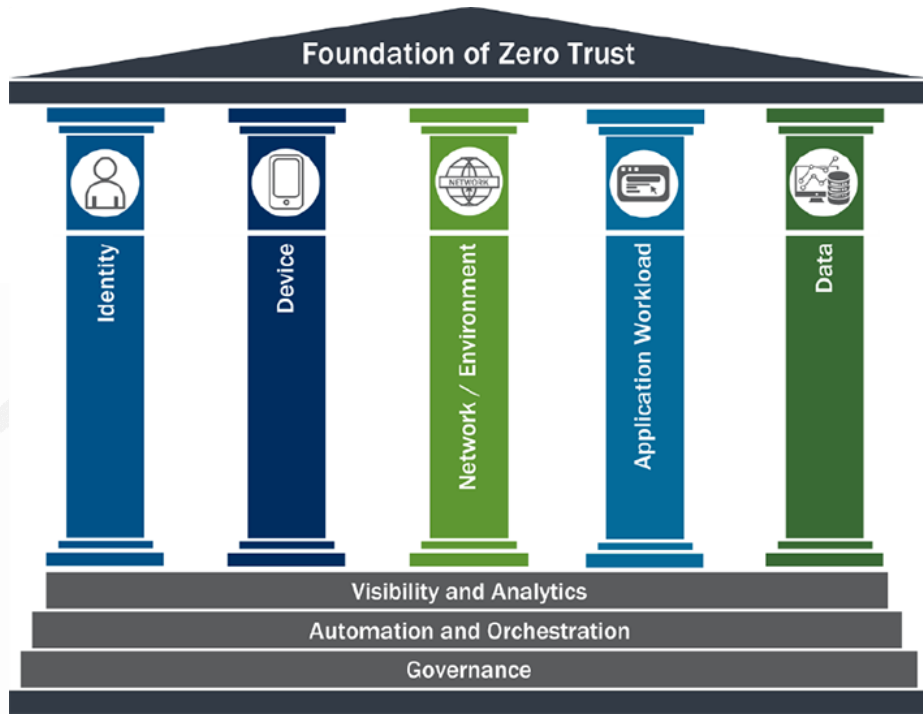 Foundation of Zero Trust
Identity
Device
NETWORK
Network / Environment
Application Workload
Data
Visibility and Analytics
Automation and Orchestration
Governance